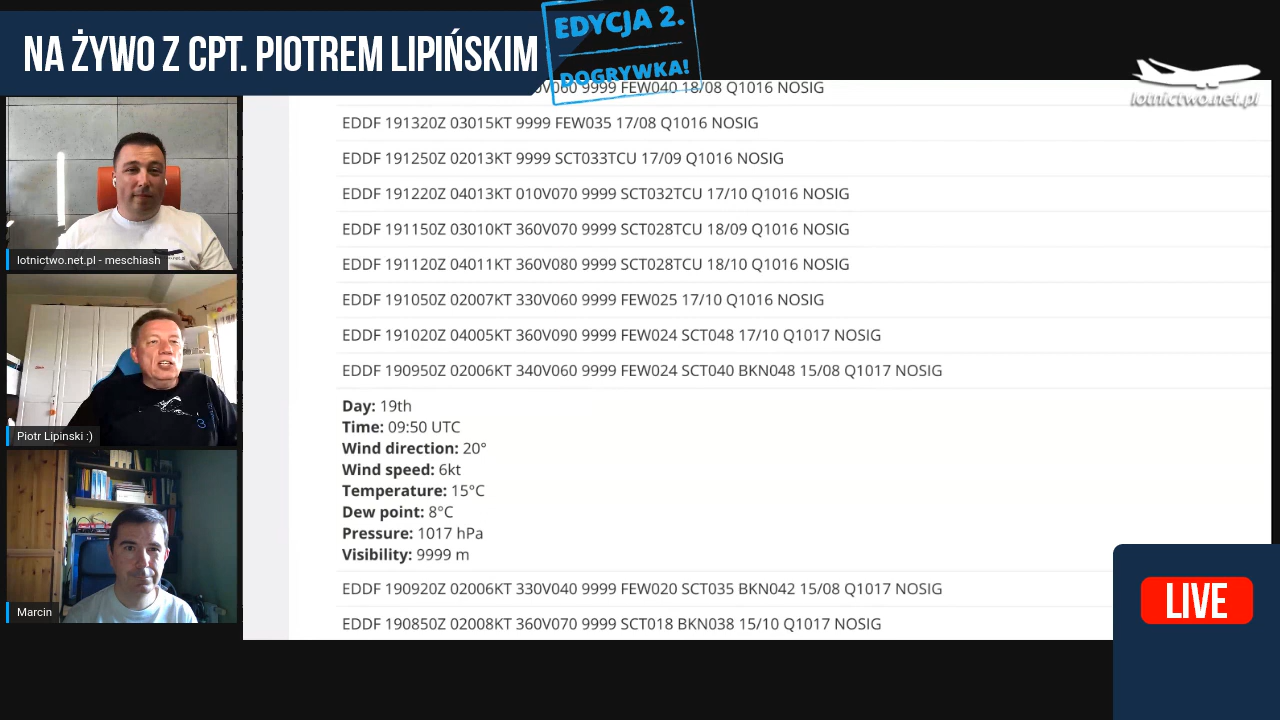 NA ŻYWO Z CPT. PIOTREM LIPIŃSKIM
EDYCJA 2.
DOGRYWKA!
lotnictwo.net.pl
0V060 9999 FEW040 18/08 Q1016 NOSIG
EDDF 191320Z 03015KT 9999 FEW035 17/08 Q1016 NOSIG
EDDF 191250Z 02013KT 9999 SCT033TCU 17/09 Q1016 NOSIG
EDDF 191220Z 04013KT 010V070 9999 SCT032TCU 17/10 Q1016 NOSIG
EDDF 191150Z 03010KT 360V070 9999 SCT028TCU 18/09 Q1016 NOSIG
EDDF 191120Z 04011KT 360V080 9999 SCT028TCU 18/10 Q1016 NOSIG
EDDF 191050Z 02007KT 330V060 9999 FEW025 17/10 Q1016 NOSIG
EDDF 191020Z 04005KT 360V090 9999 FEW024 SCT048 17/10 Q1017 NOSIG
EDDF 190950Z 02006KT 340V060 9999 FEW024 SCT040 BKN048 15/08 Q1017 NOSIG
Day: 19th
Time: 09:50 UTC
Wind direction: 20°
Wind speed: 6kt
Temperature: 15°C
Dew point: 8°C
Pressure: 1017 hPa
Visibility: 9999 m
EDDF 190920Z 02006KT 330V040 9999 FEW020 SCT035 BKN042 15/08 Q1017 NOSIG
EDDF 190850Z 02008KT 360V070 9999 SCT018 BKN038 15/10 Q1017 NOSIG
lotnictwo.net.pl - meschiash
Piotr Lipinski :)
Marcin
LIVE